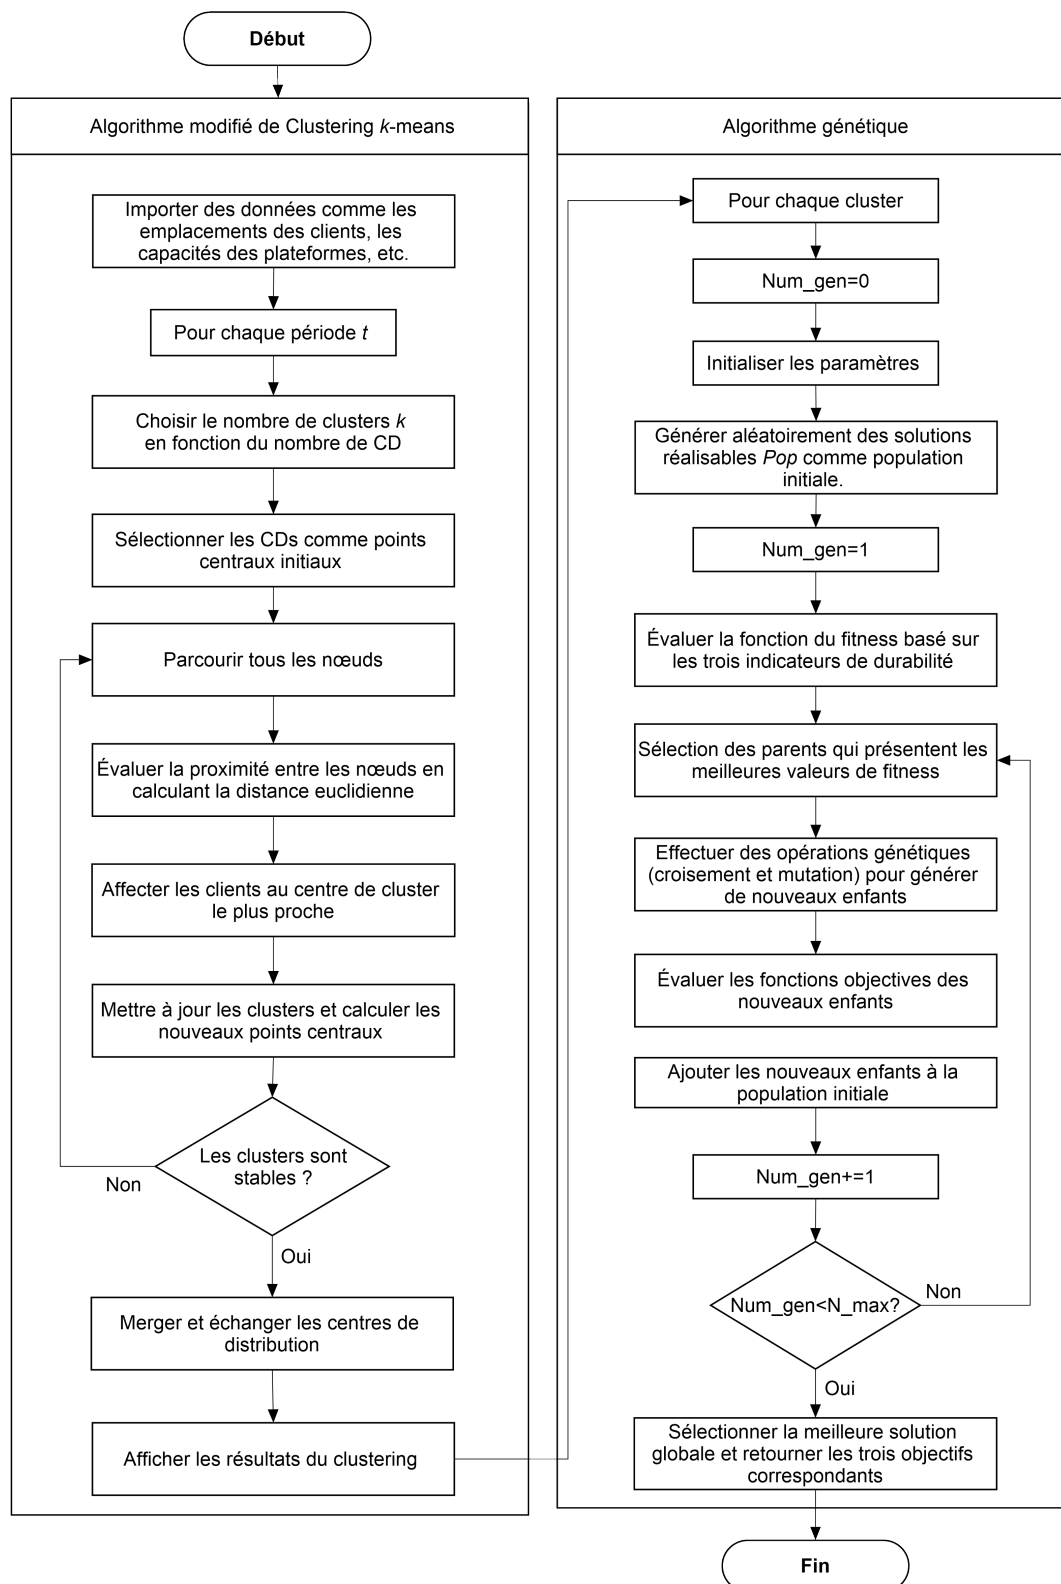 Début
Algorithme modifié de Clustering k-means
Importer des données comme les
emplacements des clients, les
capacités des plateformes, etc.
Pour chaque période t
Choisir le nombre de clusters k
en fonction du nombre de CD
Sélectionner les CDs comme points
centraux initiaux
Parcourir tous les nœuds
Évaluer la proximité entre les nœuds en
calculant la distance euclidienne
Affecter les clients au centre de cluster
le plus proche
Mettre à jour les clusters et calculer les
nouveaux points centraux
Les clusters sont
stables ?
Non
Oui
Merger et échanger les centres de
distribution
Afficher les résultats du clustering
Algorithme génétique
Pour chaque cluster
Num_gen=0
Initialiser les paramètres
Générer aléatoirement des solutions
réalisables Pop comme population
initiale.
Num_gen=1
Évaluer la fonction du fitness basé sur
les trois indicateurs de durabilité
Sélection des parents qui présentent les
meilleures valeurs de fitness
Effectuer des opérations génétiques
(croisement et mutation) pour générer
de nouveaux enfants
Évaluer les fonctions objectives des
nouveaux enfants
Ajouter les nouveaux enfants à la
population initiale
Num_gen+=1
Num_gen<N_max?
Non
Oui
Sélectionner la meilleure solution
globale et retourner les trois objectifs
correspondants
Fin